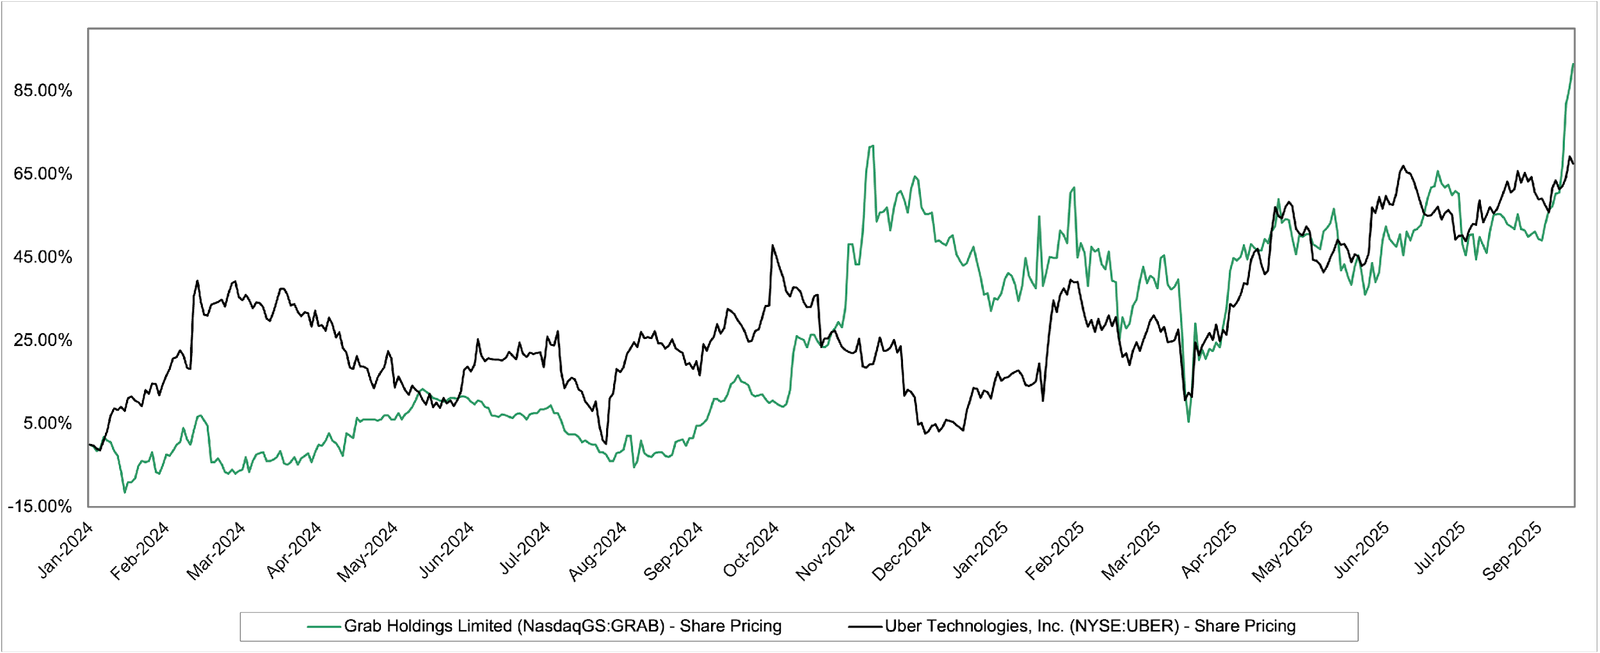 85.00%
65.00%
45.00%
25.00%
5.00%
-15.00%
Jan-2024
Feb-2024
Mar-2024
Apr-2024
May-2024
Jun-2024
Jul-2024
Aug-2024
Sep-2024
Oct-2024
Nov-2024
Dec-2024
Jan-2025
Feb-2025
Mar-2025
Apr-2025
May-2025
Jun-2025
Jul-2025
Sep-2025
Grab Holdings Limited (NasdaqGS:GRAB) - Share Pricing
Uber Technologies, Inc. (NYSE:UBER) - Share Pricing